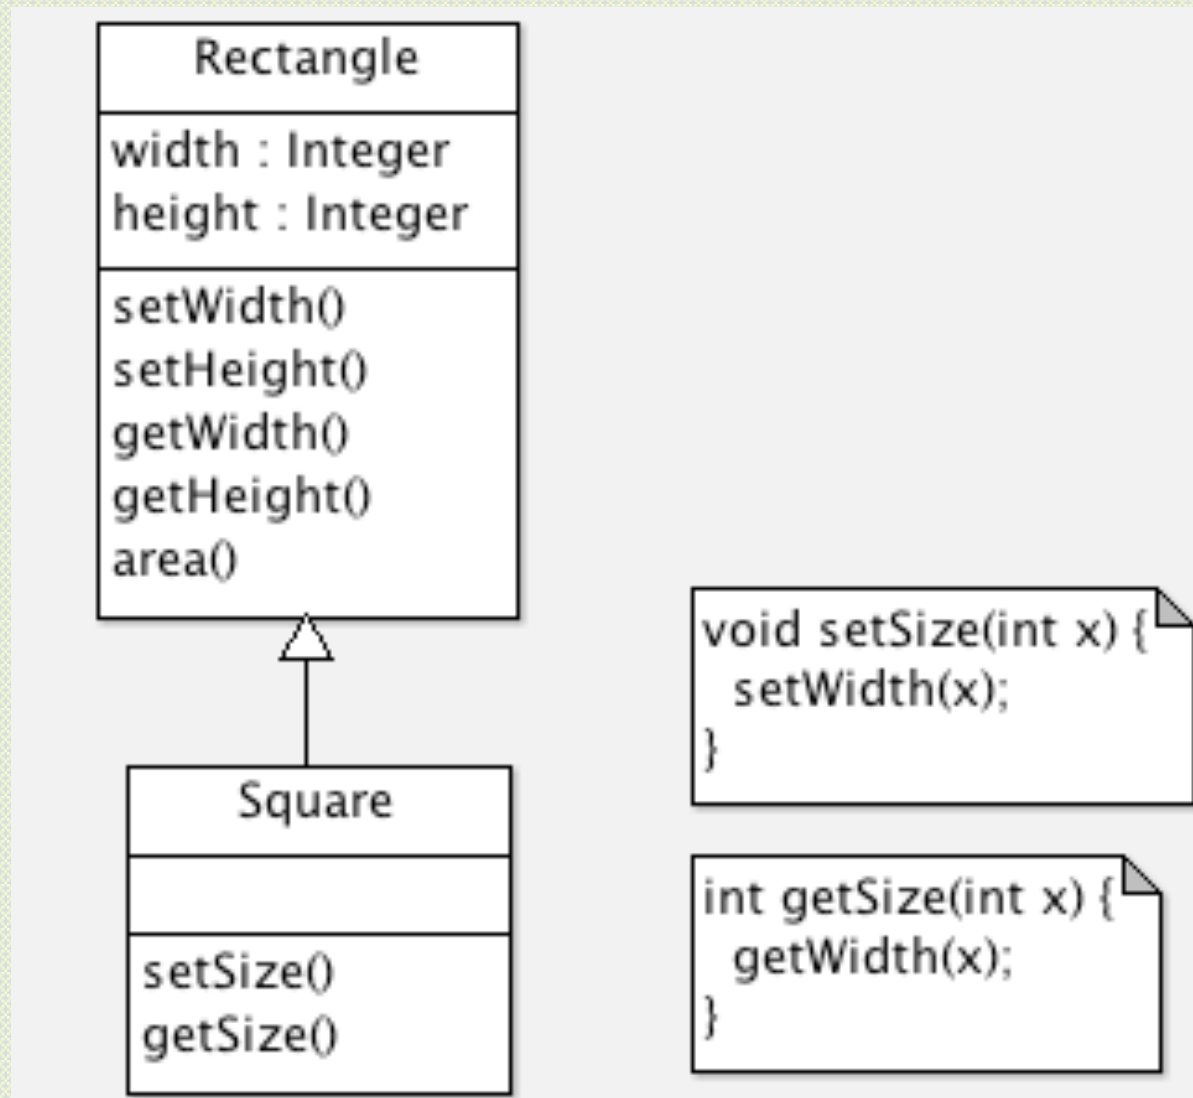 Rectangle
width : Integer
height : Integer
setWidth()
setHeight()
getWidth()
getHeight()
area()
Square
setSize()
getSize()
void setSize(int x) {
setWidth(x);
}
int getSize(int x) {
getWidth(x);
}